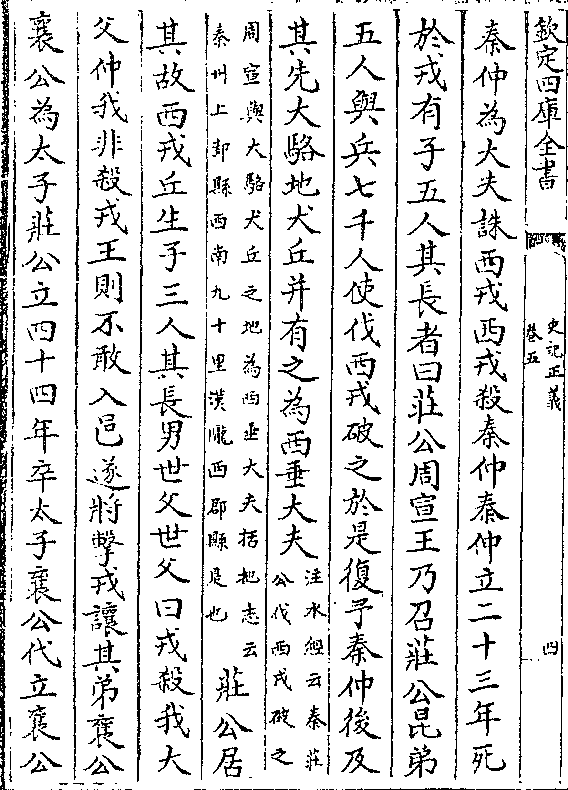 欽定四庫全書
史記正義
卷五
四
秦仲為大夫誅西戎西戎殺秦仲秦仲立二十三年死
於戎有子五人其長者曰莊公周宣王乃召莊公昆弟
五人與兵七千人使伐西戎破之於是復予秦仲後及
其先大駱地犬丘并有之為西垂大夫注水經云秦莊
公伐西戎破之
周宣與大駱犬丘之地為西垂大夫括地志云
秦州上邽縣西南九十里漢隴西郡縣是也
莊公居
其故西戎丘生子三人其長男世父世父曰戎殺我大
父仲我非殺戎王則不敢入邑遂將擊戎讓其弟襄公
襄公為太子莊公立四十四年卒太子襄公代立襄公